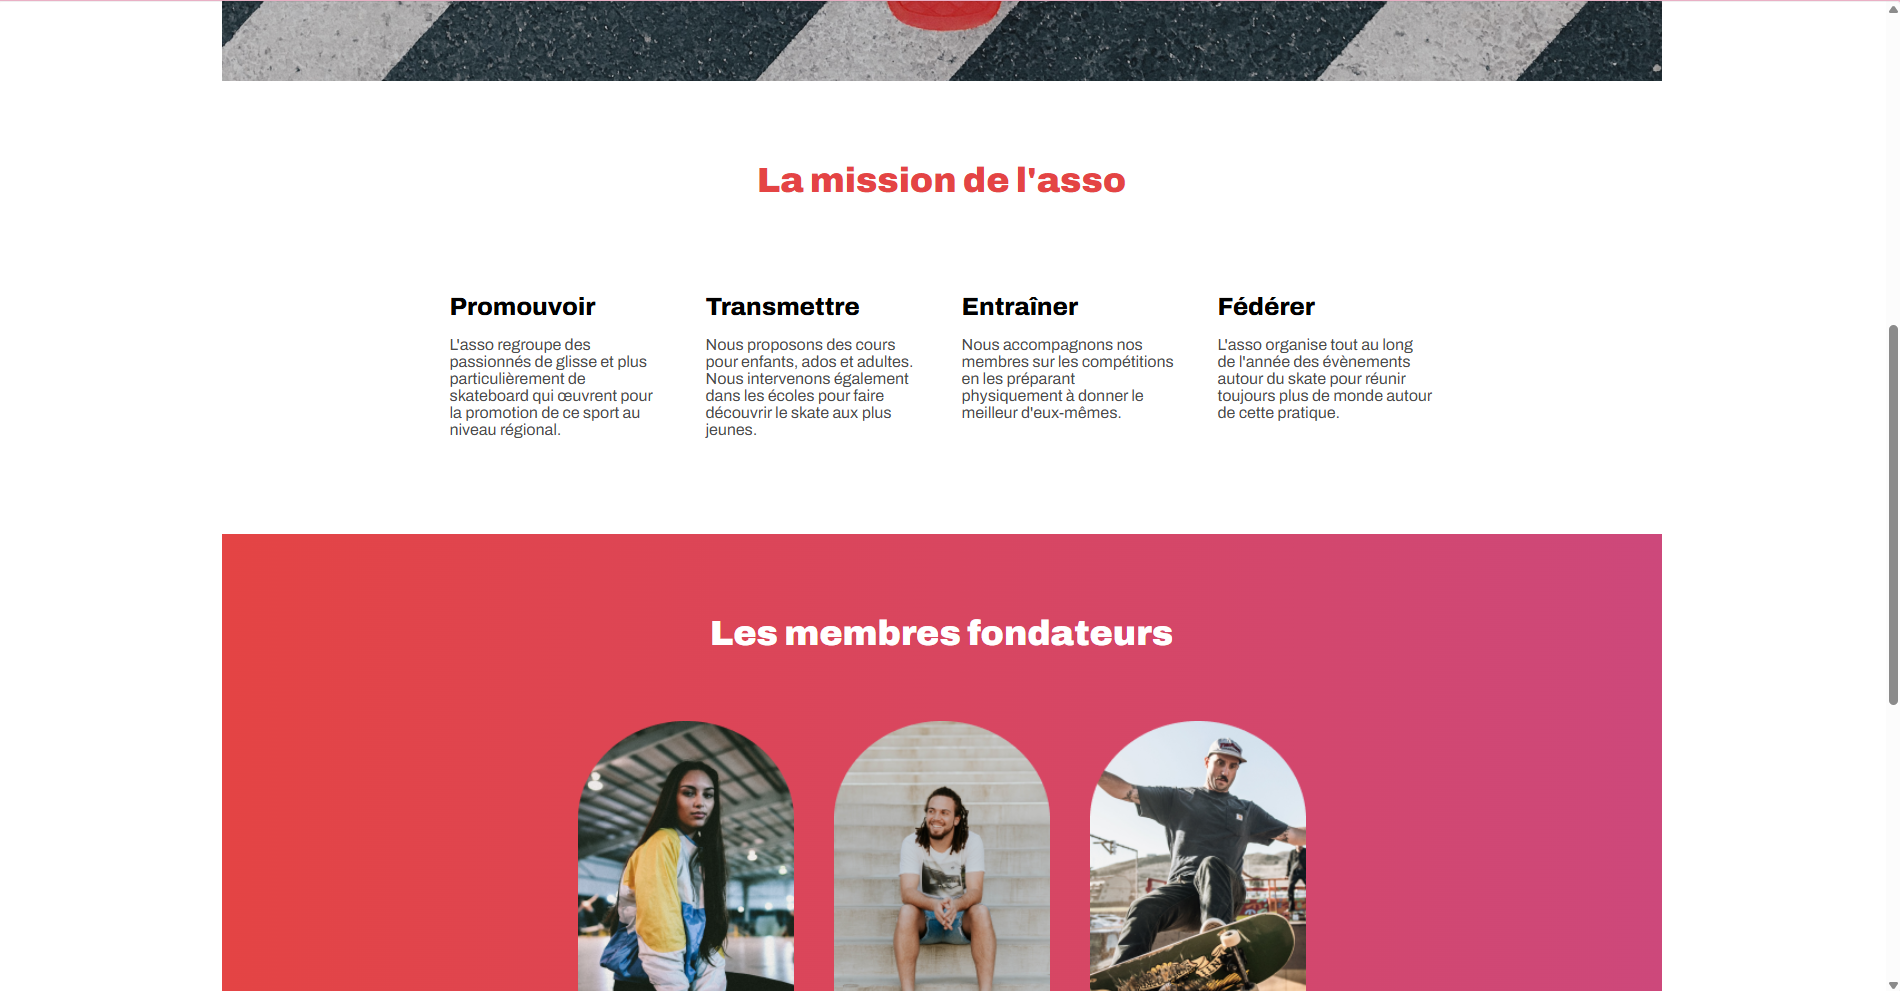 La mission de l'asso
Promouvoir
L'asso regroupe des
passionnés de glisse et plus
particulièrement de
skateboard qui œuvrent pour
la promotion de ce sport au
niveau régional.
Transmettre
Nous proposons des cours
pour enfants, ados et adultes.
Nous intervenons également
dans les écoles pour faire
découvrir le skate aux plus
jeunes.
Entraîner
Nous accompagnons nos
membres sur les compétitions
en les préparant
physiquement à donner le
meilleur d'eux-mêmes.
Fédérer
L'asso organise tout au long
de l'année des évènements
autour du skate pour réunir
toujours plus de monde autour
de cette pratique.
Les membres fondateurs